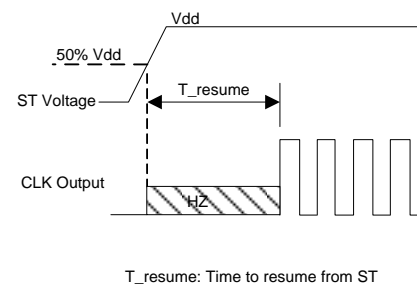 Vdd
50% Vdd
T_resume
ST Voltage
CLK Output
HZ
T_resume: Time to resume from ST